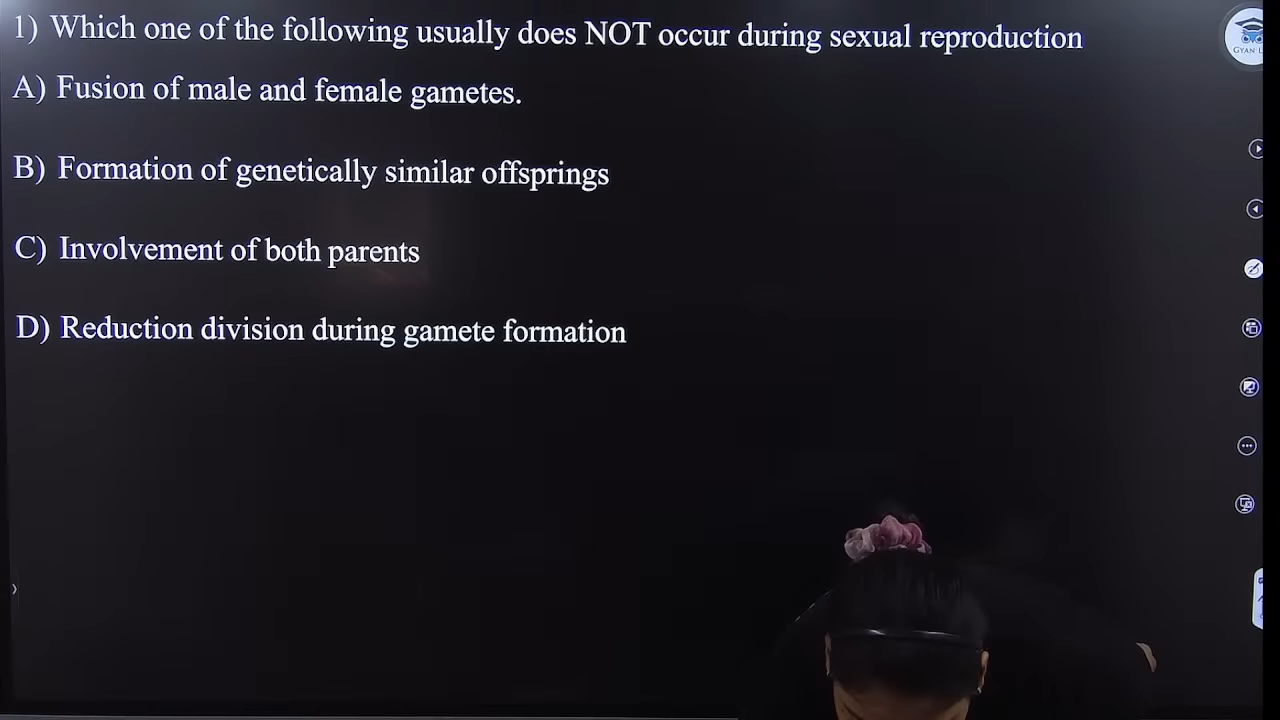 1) Which one of the following usually does NOT occur during sexual reproduction
A) Fusion of male and female gametes.
B) Formation of genetically similar offsprings
C) Involvement of both parents
D) Reduction division during gamete formation
GYAN